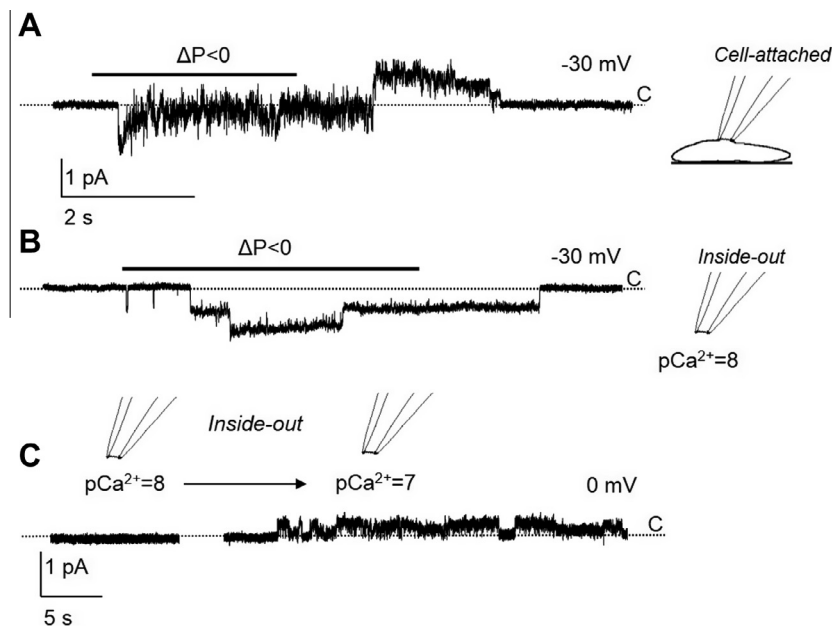 A
ΔP<0
-30 mV
Cell-attached
C
1 pA
2 s
B
ΔP<0
-30 mV
Inside-out
C
pCa²⁺=8
Inside-out
C
pCa²⁺=8
pCa²⁺=7
0 mV
C
1 pA
5 s